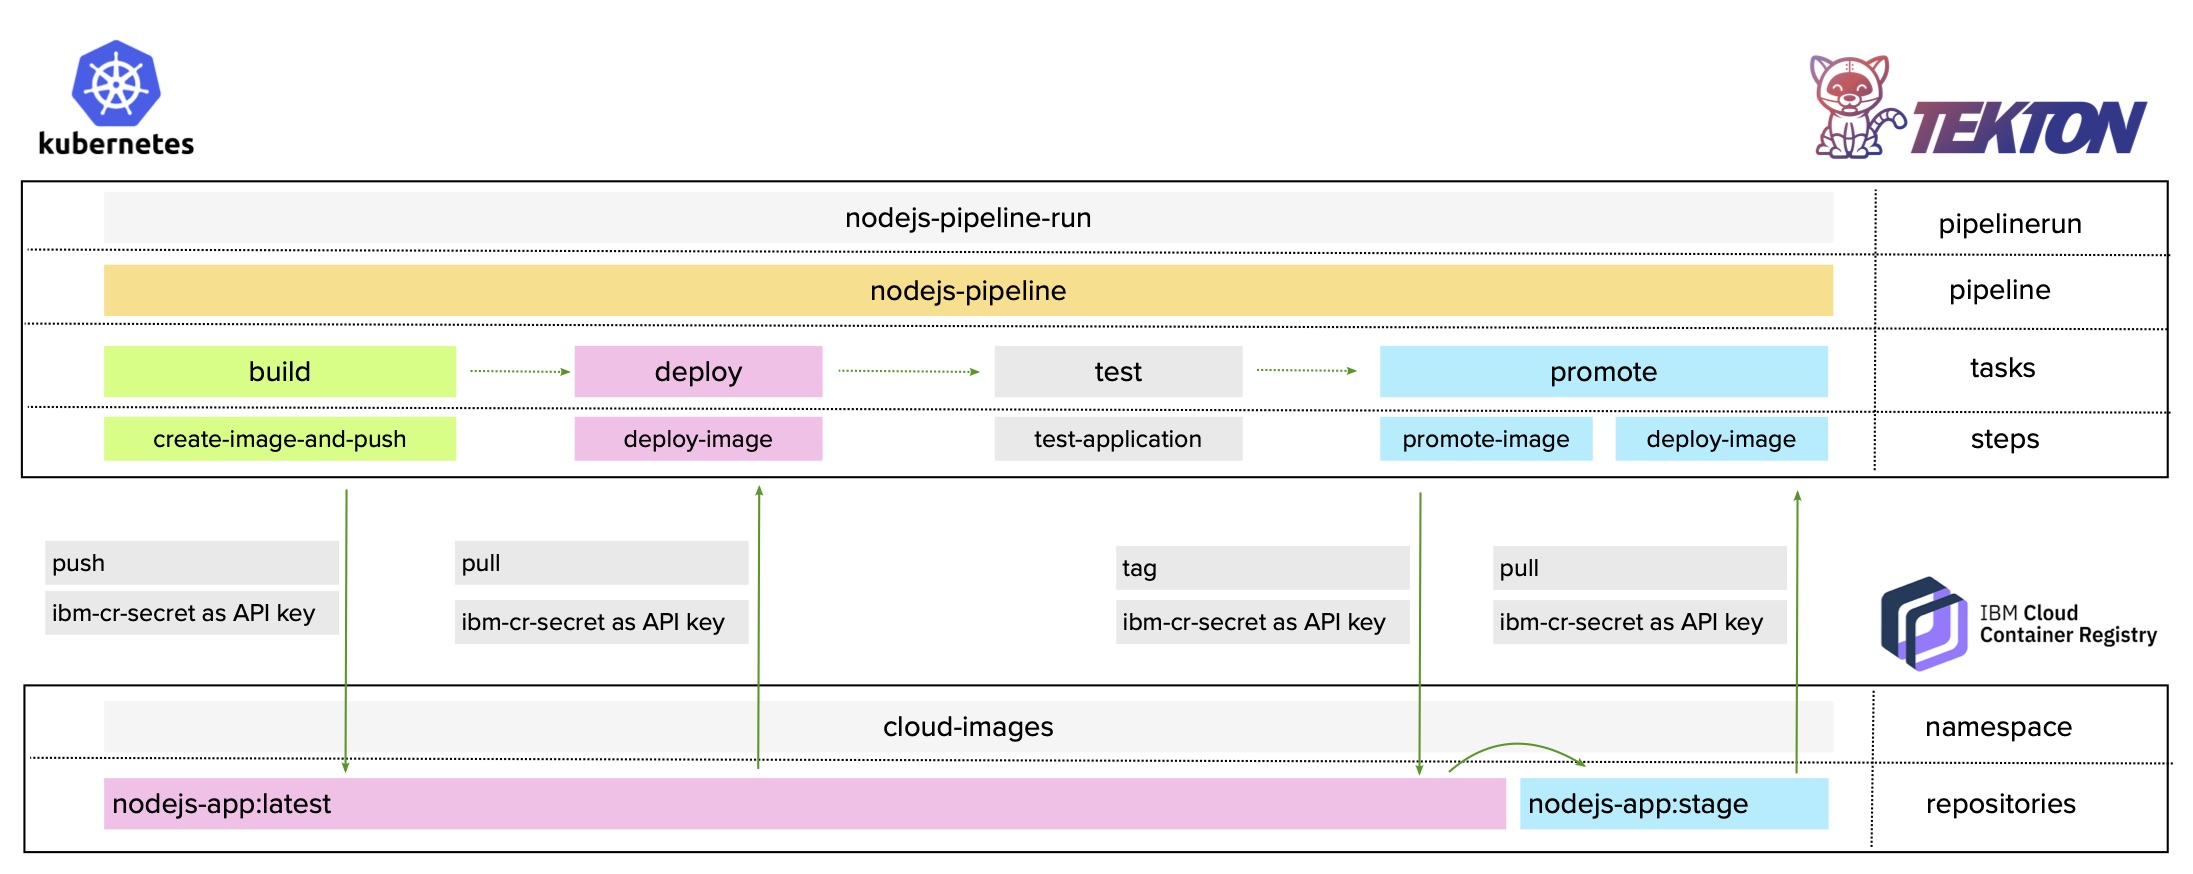 kubernetes
TEKTON
nodejs-pipeline-run
pipelinerun
nodejs-pipeline
pipeline
build
deploy
test
promote
tasks
create-image-and-push
deploy-image
test-application
promote-image
deploy-image
steps
push
ibm-cr-secret as API key
pull
ibm-cr-secret as API key
tag
ibm-cr-secret as API key
pull
ibm-cr-secret as API key
IBM Cloud
Container Registry
cloud-images
namespace
nodejs-app:latest
nodejs-app:stage
repositories